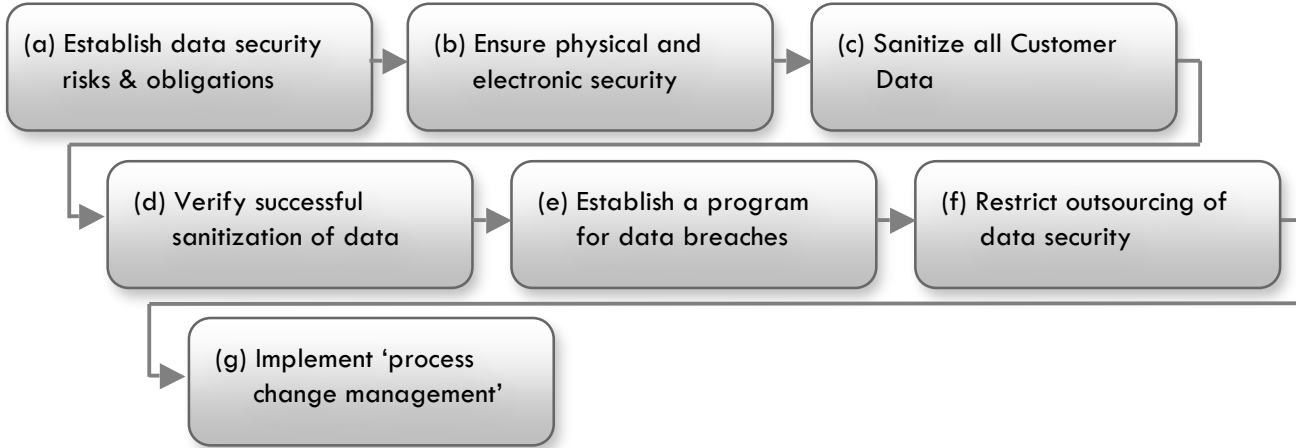 (a) Establish data security
risks & obligations
(b) Ensure physical and
electronic security
(c) Sanitize all Customer
Data
(d) Verify successful
sanitization of data
(e) Establish a program
for data breaches
(f) Restrict outsourcing of
data security
(g) Implement ‘process
change management’